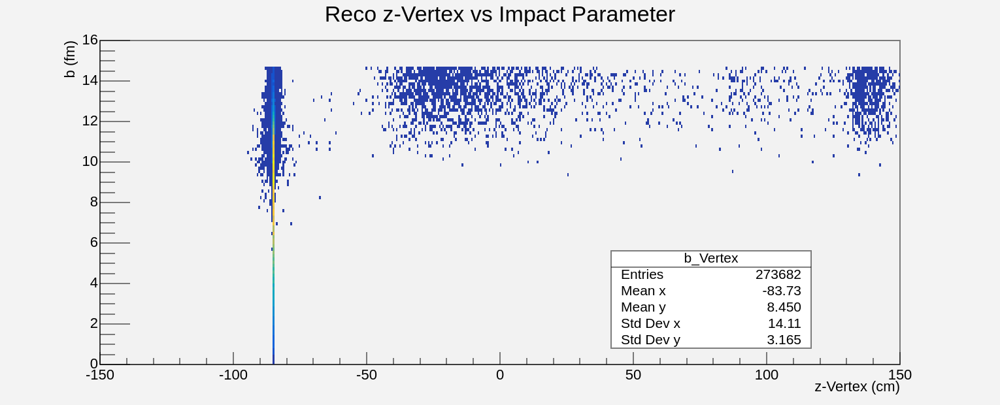 Reco z-Vertex vs Impact Parameter
b (fm)
16
14
12
10
8
6
4
2
0
b_Vertex
Entries 273682
Mean x -83.73
Mean y 8.450
Std Dev x 14.11
Std Dev y 3.165
-150 -100 -50 0 50 100 150
z-Vertex (cm)